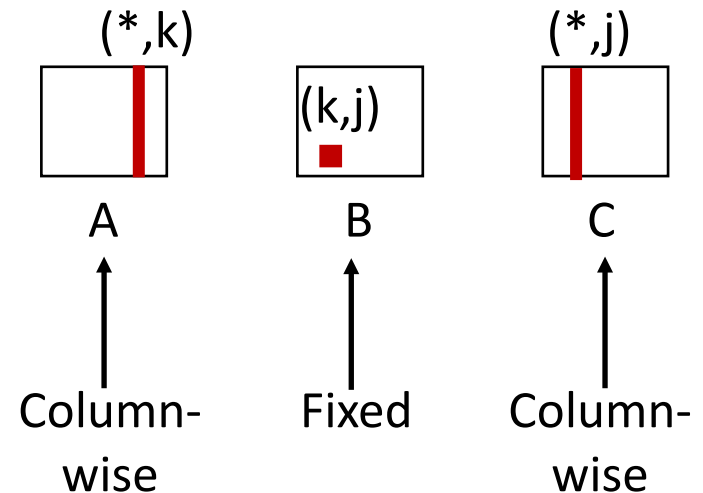 (*,k)
(*,j)
(k,j)
A
B
C
Column-
wise
Fixed
Column-
wise